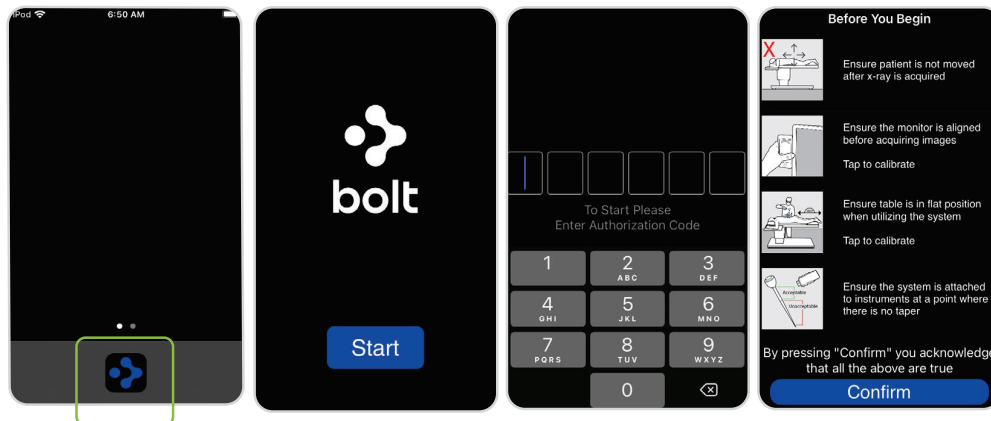 iPod
6:50 AM
bolt
Start
To Start Please
Enter Authorization Code
1
2
ABC
3
DEF
4
GHI
5
JKL
6
MNO
7
PQRS
8
TUV
9
WXYZ
0
Before You Begin
X
Ensure patient is not moved
after x-ray is acquired
Ensure the monitor is aligned
before acquiring images
Tap to calibrate
Ensure table is in flat position
when utilizing the system
Tap to calibrate
Acceptable
Unacceptable
Ensure the system is attached
to instruments at a point where
there is no taper
By pressing "Confirm" you acknowledge
that all the above are true
Confirm